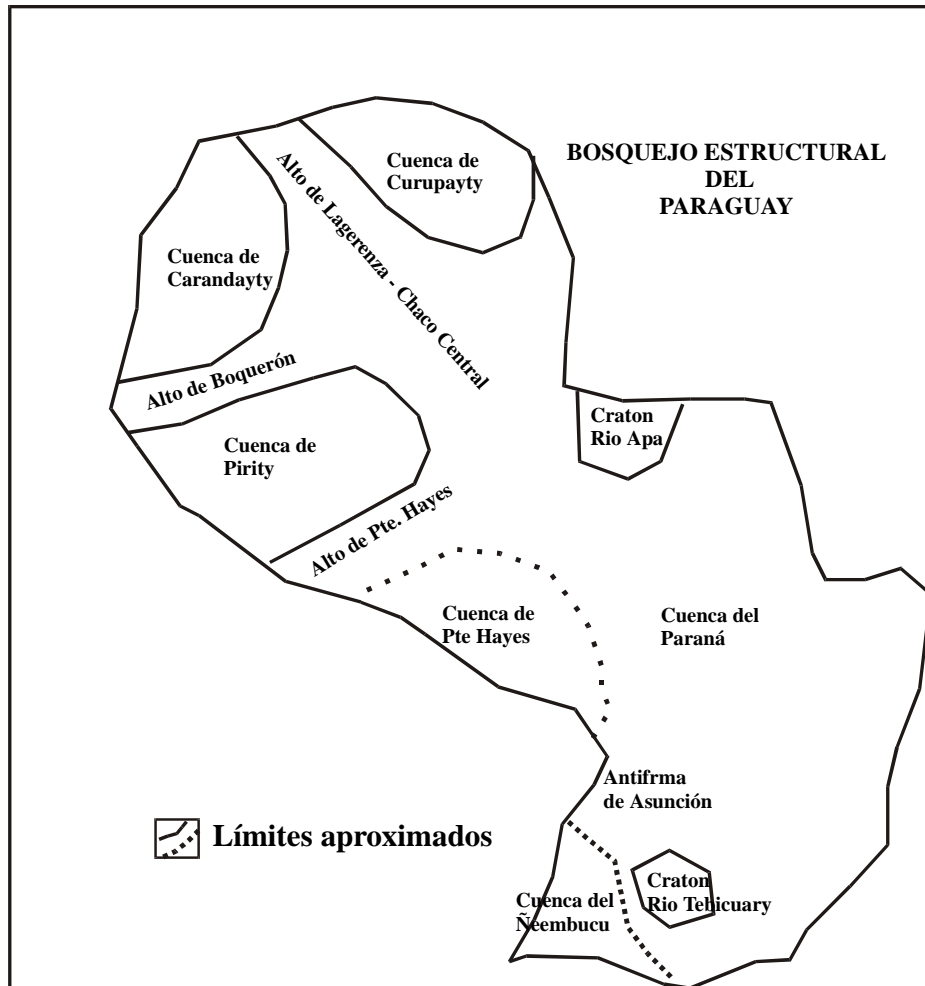 BOSQUEJO ESTRUCTURAL
DEL
PARAGUAY
Cuenca de
Curupayty
Alto de Lagerenza - Chaco Central
Cuenca de
Carandayty
Alto de Boquerón
Cuenca de
Pirity
Craton
Rio Apa
Alto de Pte. Hayes
Cuenca de
Pte Hayes
Cuenca del
Paraná
Antifrma
de Asunción
Límites aproximados
Craton
Rio Tebicuary
Cuenca del
Ñeembucu